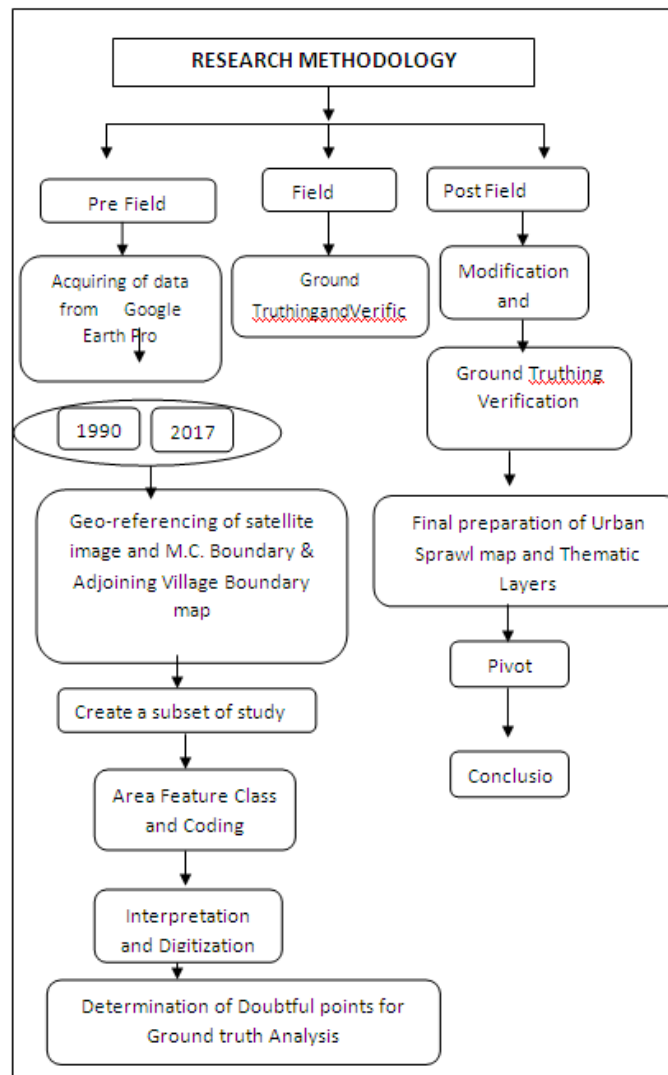 RESEARCH METHODOLOGY
Pre Field
Field
Post Field
Acquiring of data
from Google
Earth Pro
Ground
TruthingandVerific
Modification
and
Ground Truthing
Verification
1990
2017
Geo-referencing of satellite
image and M.C. Boundary &
Adjoining Village Boundary
map
Final preparation of Urban
Sprawl map and Thematic
Layers
Pivot
Create a subset of study
Conclusio
Area Feature Class
and Coding
Interpretation
and Digitization
Determination of Doubtful points for
Ground truth Analysis